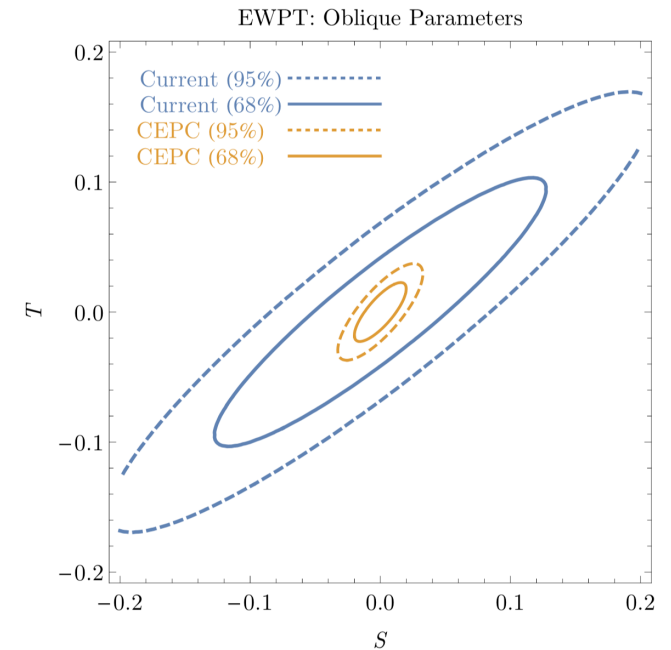 EWPT: Oblique Parameters
0.2
Current (95%)
Current (68%)
CEPC (95%)
CEPC (68%)
0.1
T
0.0
−0.1
−0.2
−0.2 −0.1 0.0 0.1 0.2
S